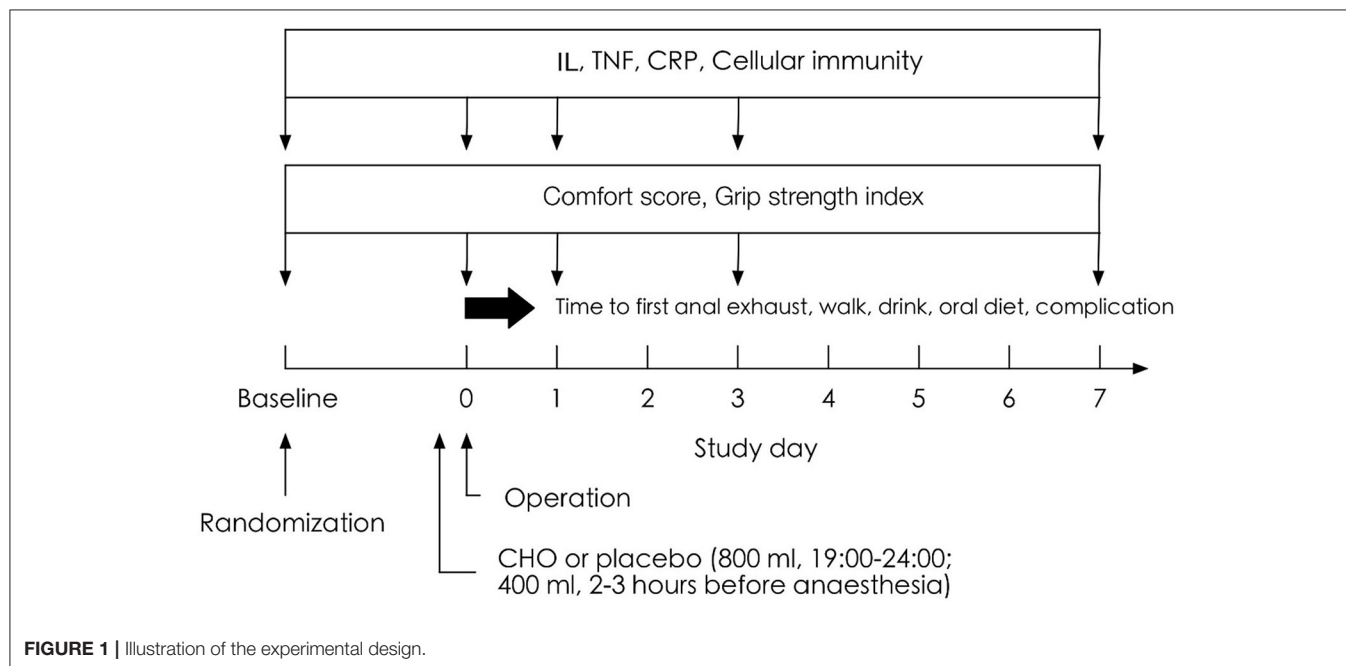 IL, TNF, CRP, Cellular immunity
Comfort score, Grip strength index
Time to first anal exhaust, walk, drink, oral diet, complication
Baseline 0 1 2 3 4 5 6 7
Study day
Randomization
Operation
CHO or placebo (800 ml, 19:00-24:00;
400 ml, 2-3 hours before anaesthesia)
FIGURE 1 | Illustration of the experimental design.